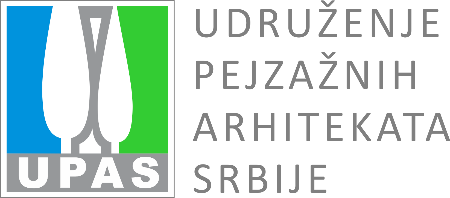 UPAS
UDRUŽENJE
PEJZAŽNIH
ARHITEKATA
SRBIJE